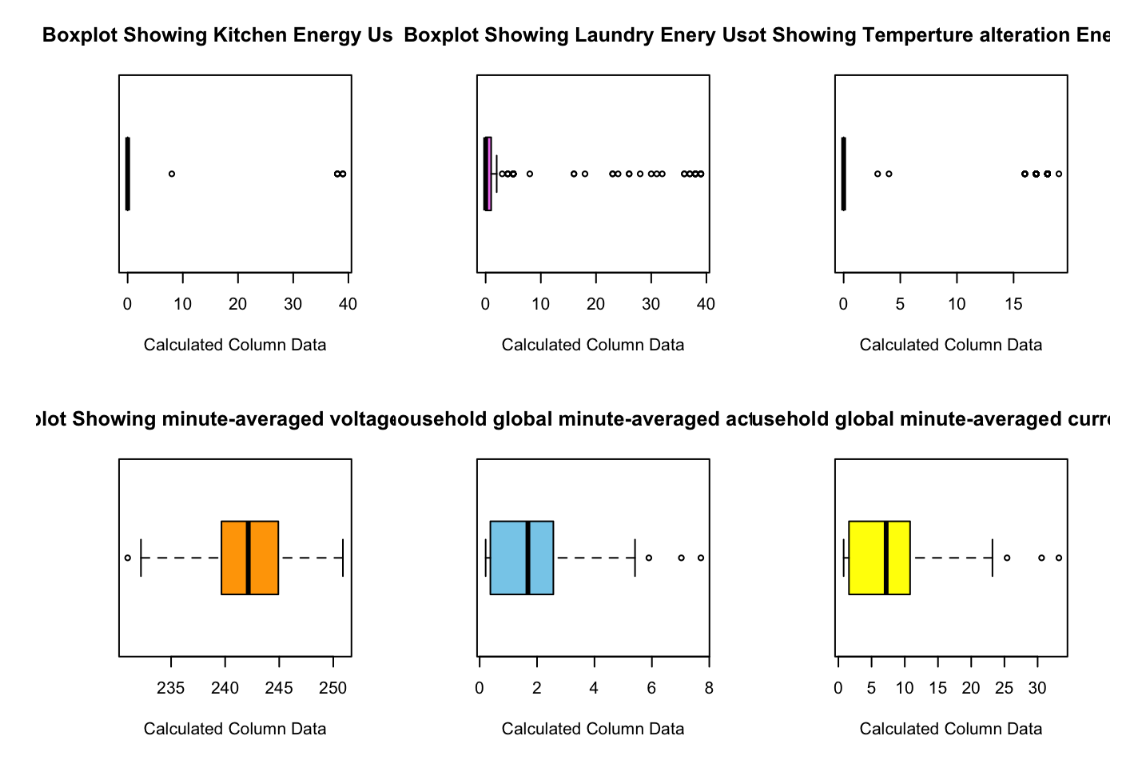 Boxplot Showing Kitchen Energy Us Boxplot Showing Laundry Enery Us Showing Temperture alteration Ene
0 10 20 30 40 0 10 20 30 40 0 5 10 15
Calculated Column Data Calculated Column Data Calculated Column Data
plot Showing minute-averaged voltage ousehold global minute-averaged act usehold global minute-averaged curre
235 240 245 250 0 2 4 6 8 0 5 10 15 20 25 30
Calculated Column Data Calculated Column Data Calculated Column Data